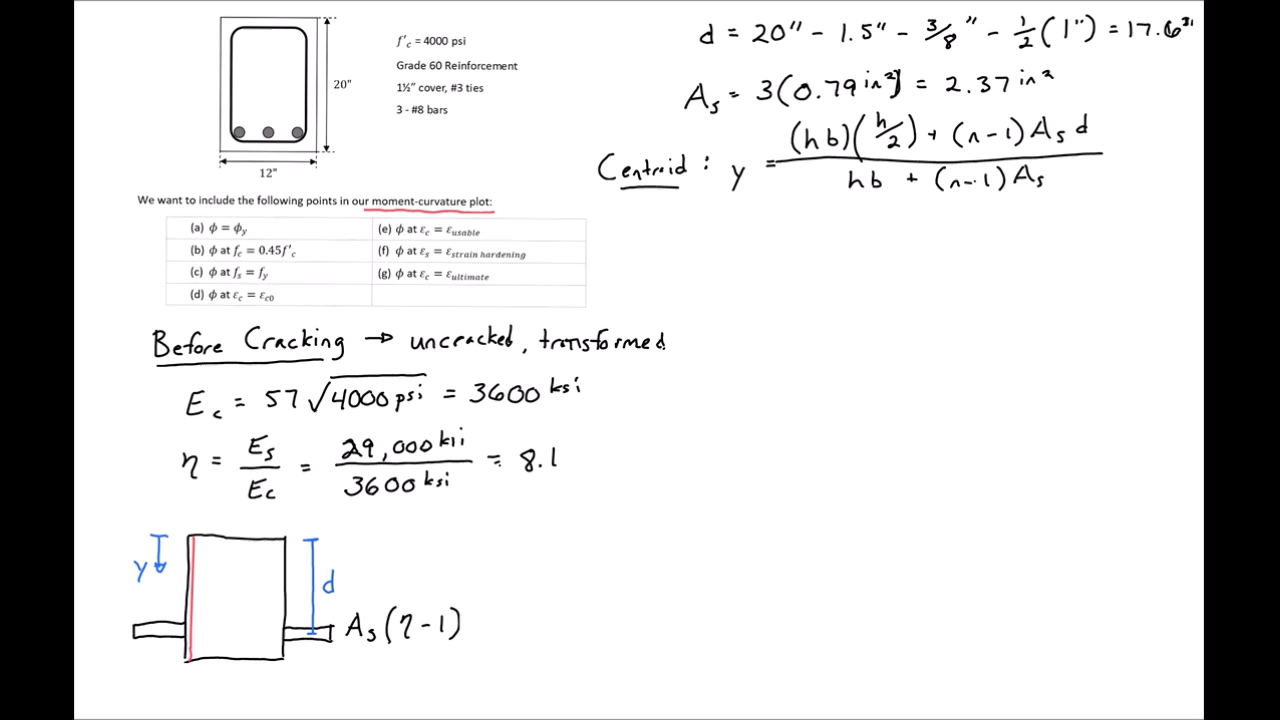 f'c = 4000 psi
Grade 60 Reinforcement
1½" cover, #3 ties
3 - #8 bars
20"
12"
We want to include the following points in our moment-curvature plot:
(a) ϕ = ϕy
(e) ϕ at εc = εusable
(b) ϕ at fc = 0.45f'c
(f) ϕ at εs = εstrain hardening
(c) ϕ at fs = fy
(g) ϕ at εc = εultimate
(d) ϕ at εc = εc0
d = 20" - 1.5" - 3/8" - 1/2 (1") = 17.63"
As = 3(0.79 in²) = 2.37 in²
Centroid : y = (hb)(h/2) + (n-1) As d / hb + (n-1) As
Before Cracking → uncracked, transformed
Ec = 57 √4000 psi = 3600 ksi
η = Es / Ec = 29,000 ksi / 3600 ksi = 8.1
y
d
As (η - 1)